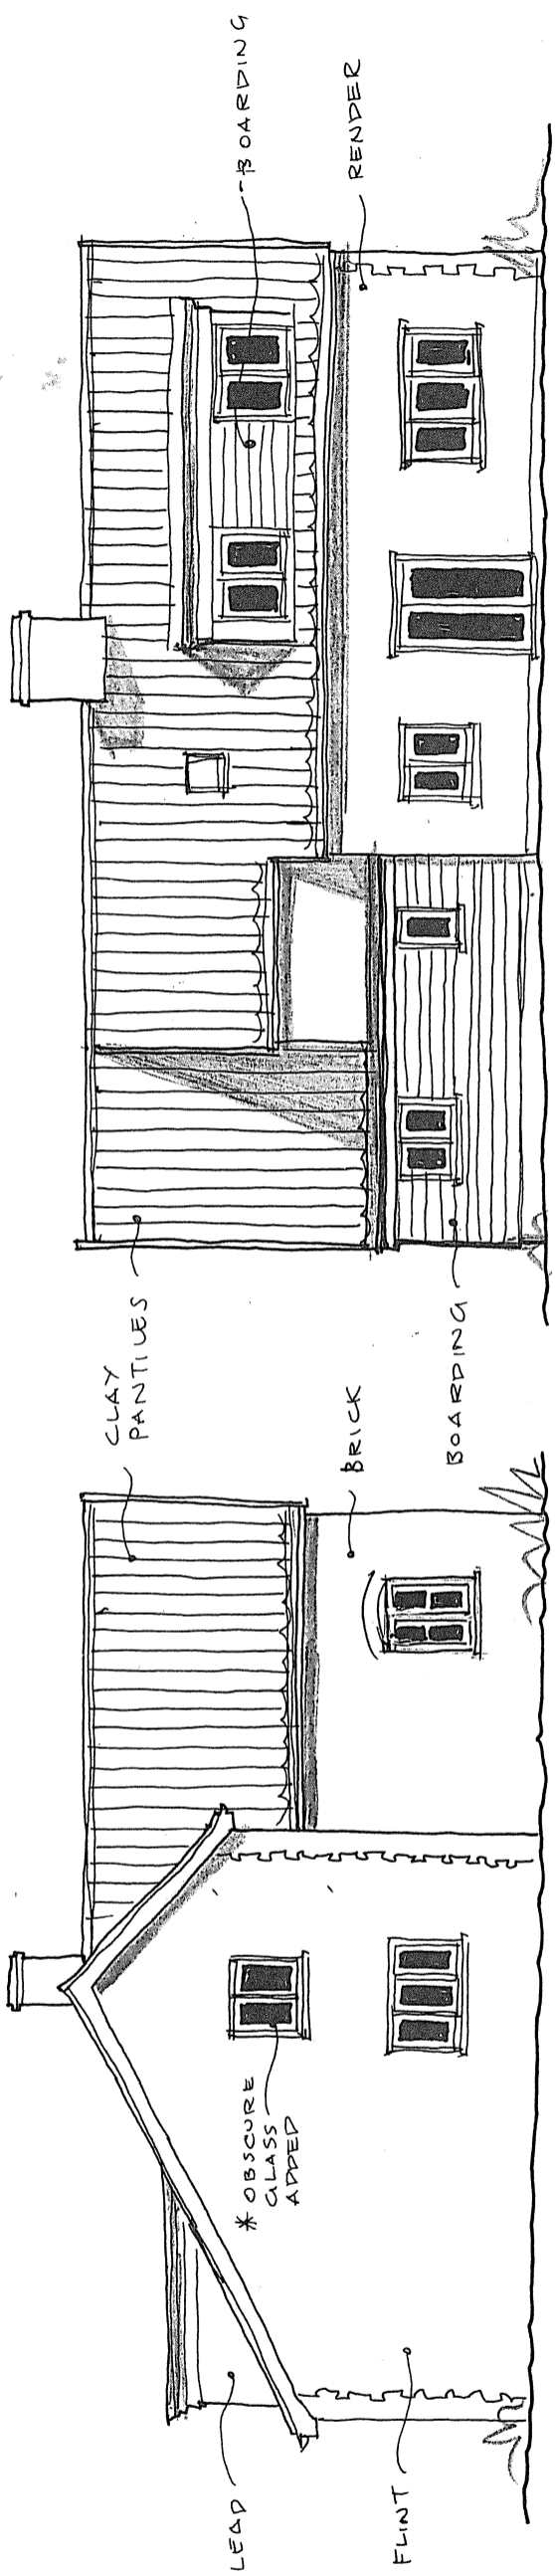 LEAD
FLINT
* OBSCURE
GLASS
ADDED
CLAY
PANTILES
BRICK
BOARDING
BOARDING
RENDER